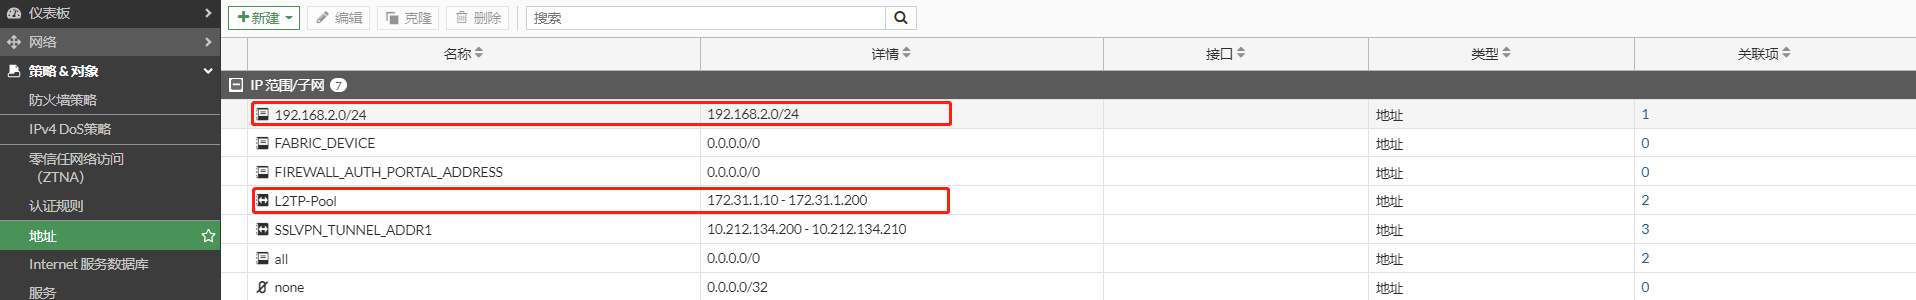 仪表板
网络
策略 & 对象
防火墙策略
IPv4 DoS策略
零信任网络访问
（ZTNA）
认证规则
地址
Internet 服务数据库
服务
新建 编辑 克隆 删除 搜索
名称 详情 接口 类型 关联项
IP 范围/子网 7
192.168.2.0/24 192.168.2.0/24 地址 1
FABRIC_DEVICE 0.0.0.0/0 地址 0
FIREWALL_AUTH_PORTAL_ADDRESS 0.0.0.0/0 地址 0
L2TP-Pool 172.31.1.10 - 172.31.1.200 地址 2
SSLVPN_TUNNEL_ADDR1 10.212.134.200 - 10.212.134.210 地址 3
all 0.0.0.0/0 地址 2
none 0.0.0.0/32 地址 0